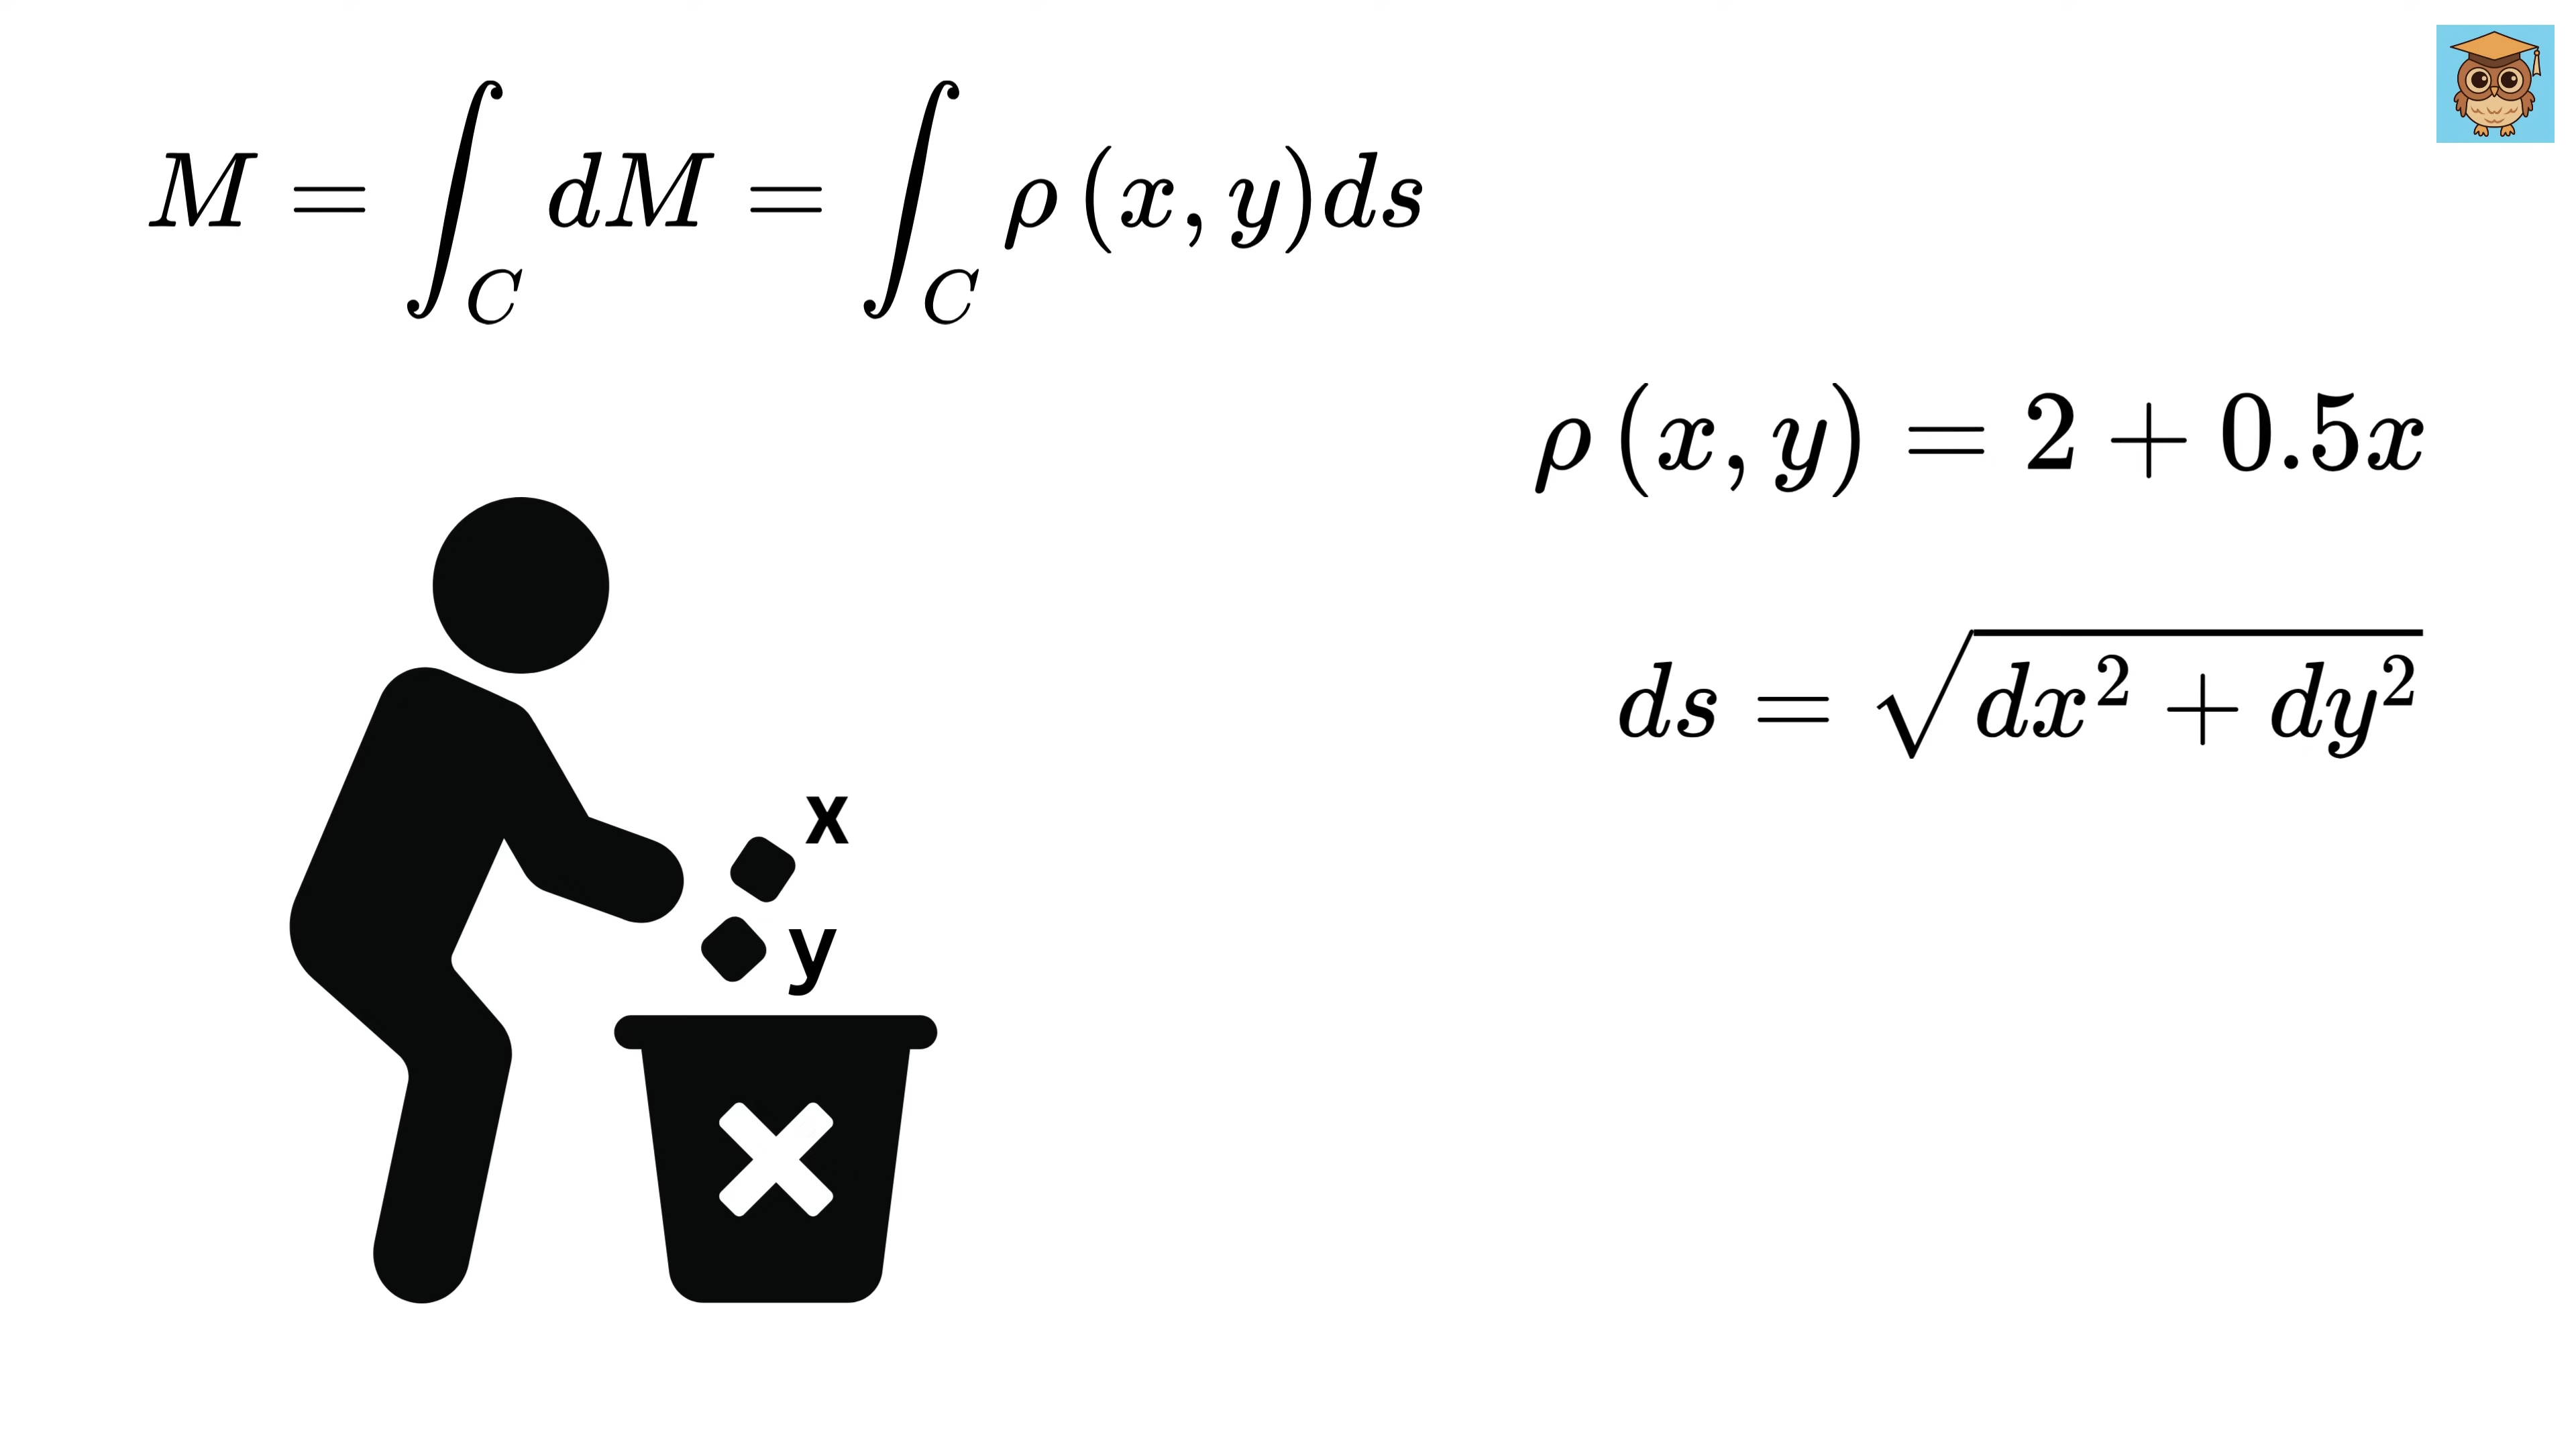 M = ∫_C dM = ∫_C ρ(x, y)ds
ρ(x, y) = 2 + 0.5x
ds = √(dx² + dy²)
x
y